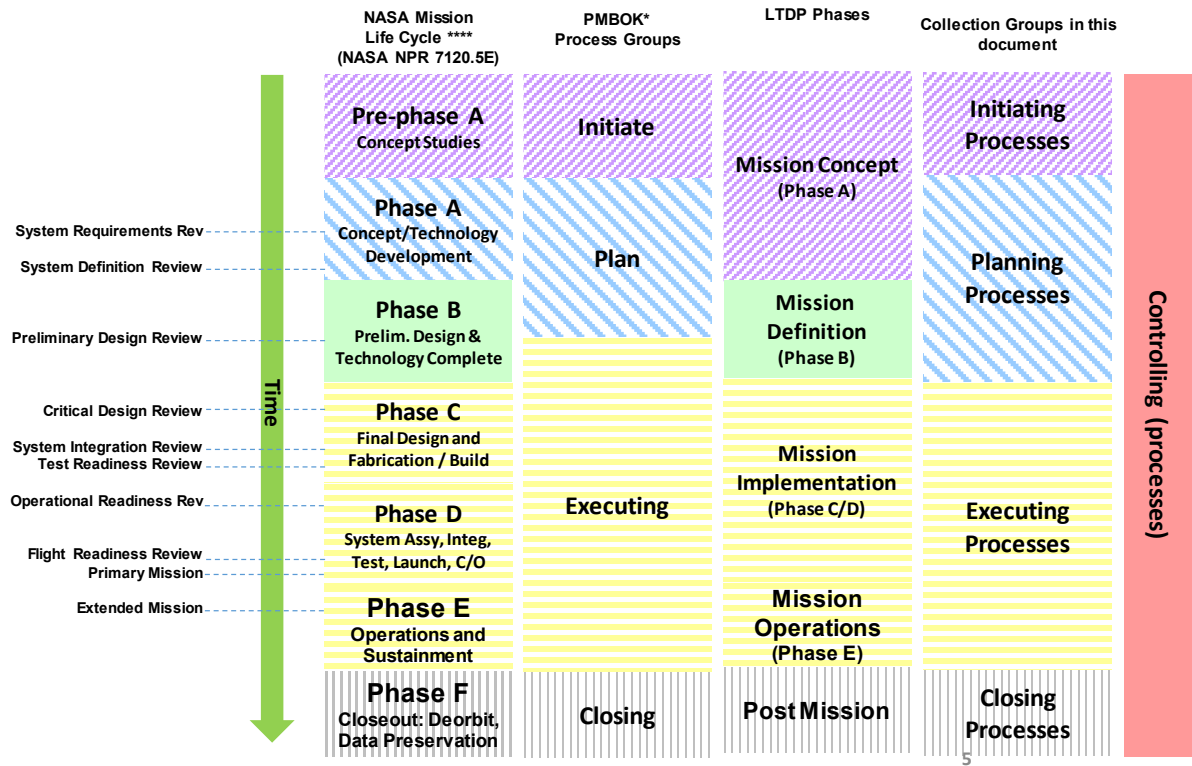 NASA Mission
Life Cycle ****
(NASA NPR 7120.5E)
PMBOK*
Process Groups
LTDP Phases
Collection Groups in this
document
Time
System Requirements Rev
System Definition Review
Preliminary Design Review
Critical Design Review
System Integration Review
Test Readiness Review
Operational Readiness Rev
Flight Readiness Review
Primary Mission
Extended Mission
Pre-phase A
Concept Studies
Phase A
Concept/Technology
Development
Phase B
Prelim. Design &
Technology Complete
Phase C
Final Design and
Fabrication / Build
Phase D
System Assy, Integ,
Test, Launch, C/O
Phase E
Operations and
Sustainment
Phase F
Closeout: Deorbit,
Data Preservation
Initiate
Plan
Executing
Closing
Mission Concept
(Phase A)
Mission
Definition
(Phase B)
Mission
Implementation
(Phase C/D)
Mission
Operations
(Phase E)
Post Mission
Initiating
Processes
Planning
Processes
Executing
Processes
Closing
Processes
Controlling (processes)
5